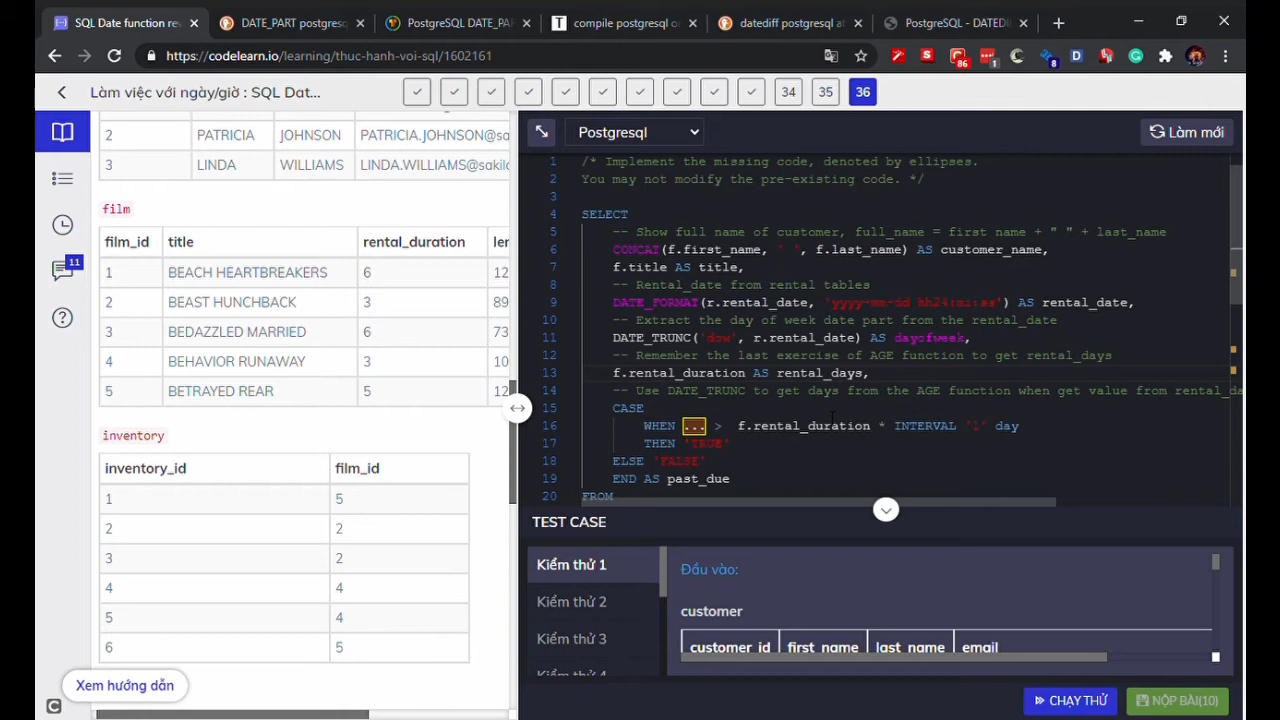 SQL Date function re
DATE_PART postgres
PostgreSQL DATE_PA
compile postgresql o
datediff postgresql at
PostgreSQL - DATEDI
https://codelearn.io/learning/thuc-hanh-voi-sql/1602161
86
1
8
Làm việc với ngày/giờ : SQL Dat...
34
35
36
2 PATRICIA JOHNSON PATRICIA.JOHNSON@sa
3 LINDA WILLIAMS LINDA.WILLIAMS@sakil
film
film_id title rental_duration
1 BEACH HEARTBREAKERS 6 12
2 BEAST HUNCHBACK 3 89
3 BEDAZZLED MARRIED 6 73
4 BEHAVIOR RUNAWAY 3 10
5 BETRAYED REAR 5 12
11
inventory
inventory_id film_id
1 5
2 2
3 2
4 4
5 4
6 5
Xem hướng dẫn
Postgresql
Làm mới
1 /* Implement the missing code, denoted by ellipses.
2 You may not modify the pre-existing code. */
3
4 SELECT
5 -- Show full name of customer, full_name = first name + " " + last_name
6 CONCAT(f.first_name, ' ', f.last_name) AS customer_name,
7 f.title AS title,
8 -- Rental_date from rental tables
9 DATE_FORMAT(r.rental_date, 'yyyy-mm-dd hh24:mi:ss') AS rental_date,
10 -- Extract the day of week date part from the rental_date
11 DATE_TRUNC('dow', r.rental_date) AS dayofweek,
12 -- Remember the last exercise of AGE function to get rental_days
13 f.rental_duration AS rental_days,
14 -- Use DATE_TRUNC to get days from the AGE function when get value from rental_da
15 CASE
16 WHEN ... > f.rental_duration * INTERVAL '1' day
17 THEN 'TRUE'
18 ELSE 'FALSE'
19 END AS past_due
20 FROM
TEST CASE
Kiểm thử 1
Kiểm thử 2
Kiểm thử 3
Kiểm thử 4
Đầu vào:
customer
customer_id first_name last_name email
CHẠY THỬ
NỘP BÀI(10)